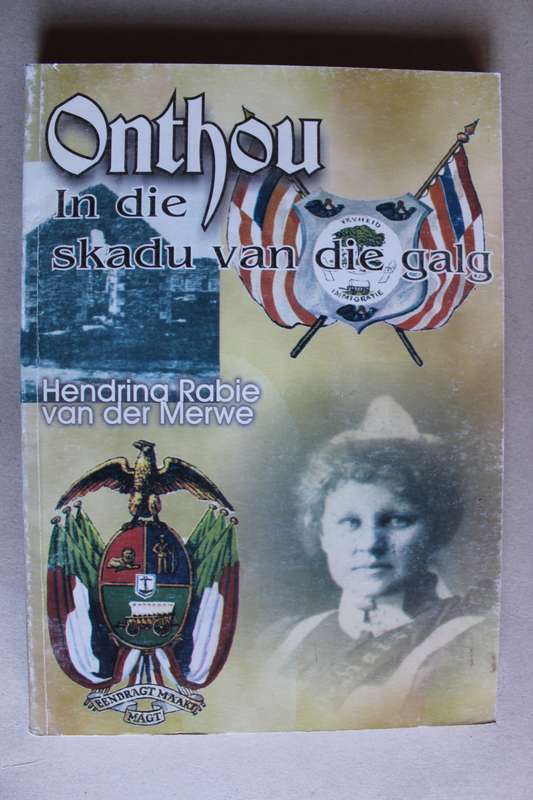 Onthou
In die
skadu van die galg
VRYHEID
IMMIGRATIE
Hendrina Rabie
van der Merwe
EENDRAGT MAAKT
MAGT